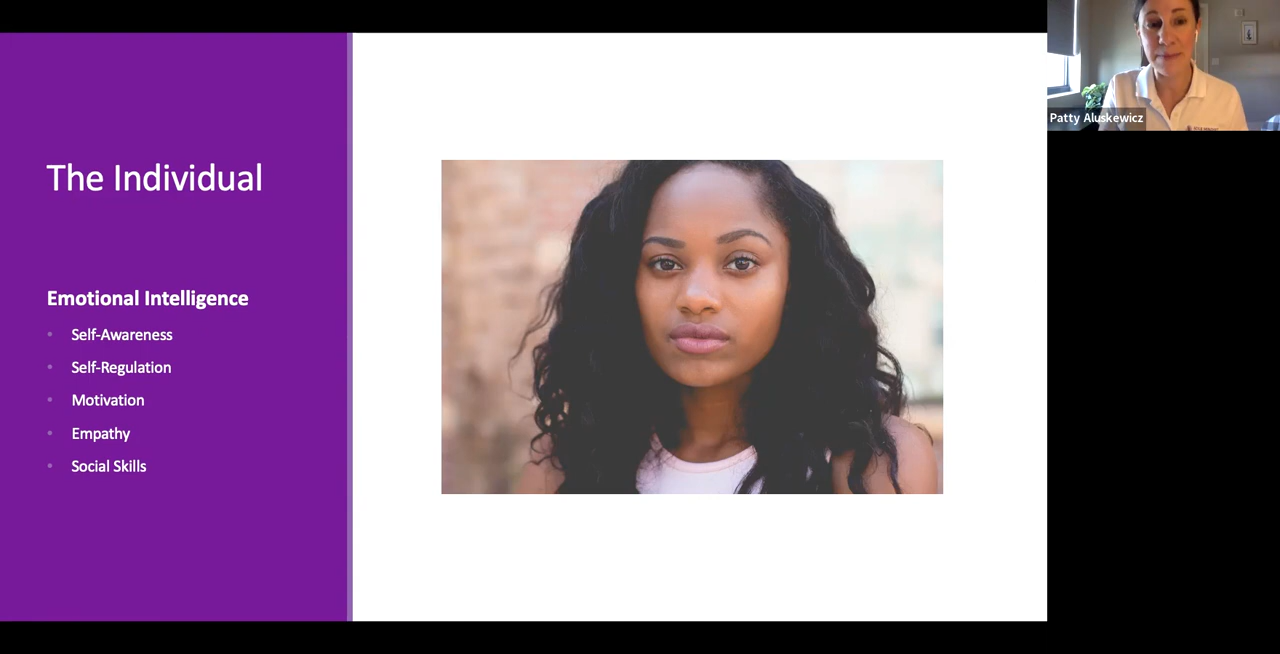 The Individual
Emotional Intelligence
• Self-Awareness
• Self-Regulation
• Motivation
• Empathy
• Social Skills
Patty Aluskewicz